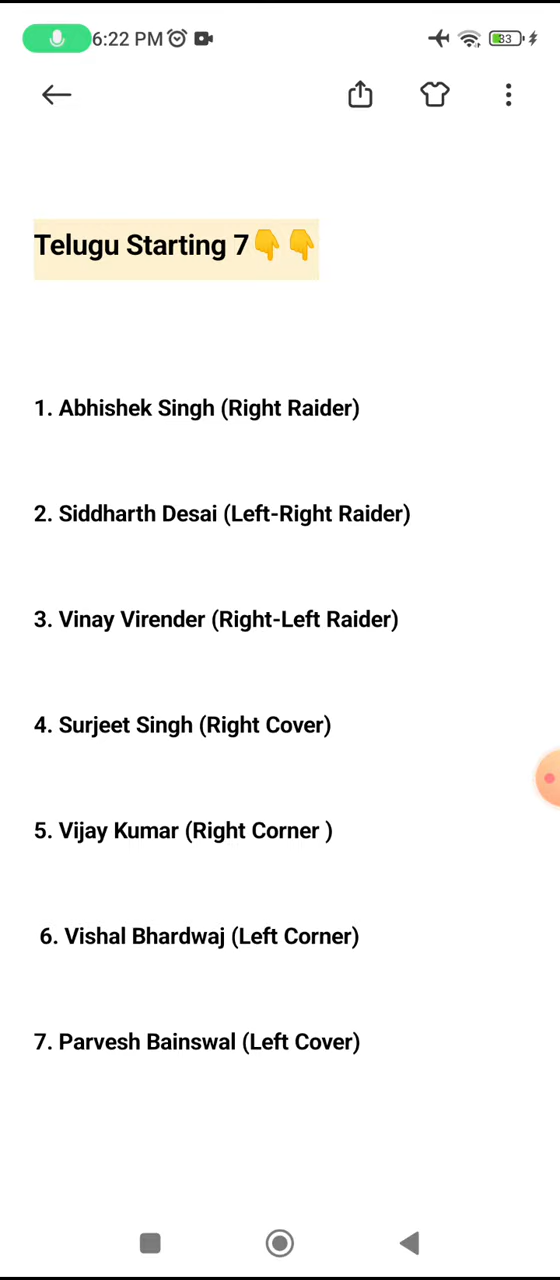 6:22 PM 33
Telugu Starting 7👇👇
1. Abhishek Singh (Right Raider)
2. Siddharth Desai (Left-Right Raider)
3. Vinay Virender (Right-Left Raider)
4. Surjeet Singh (Right Cover)
5. Vijay Kumar (Right Corner )
6. Vishal Bhardwaj (Left Corner)
7. Parvesh Bainswal (Left Cover)